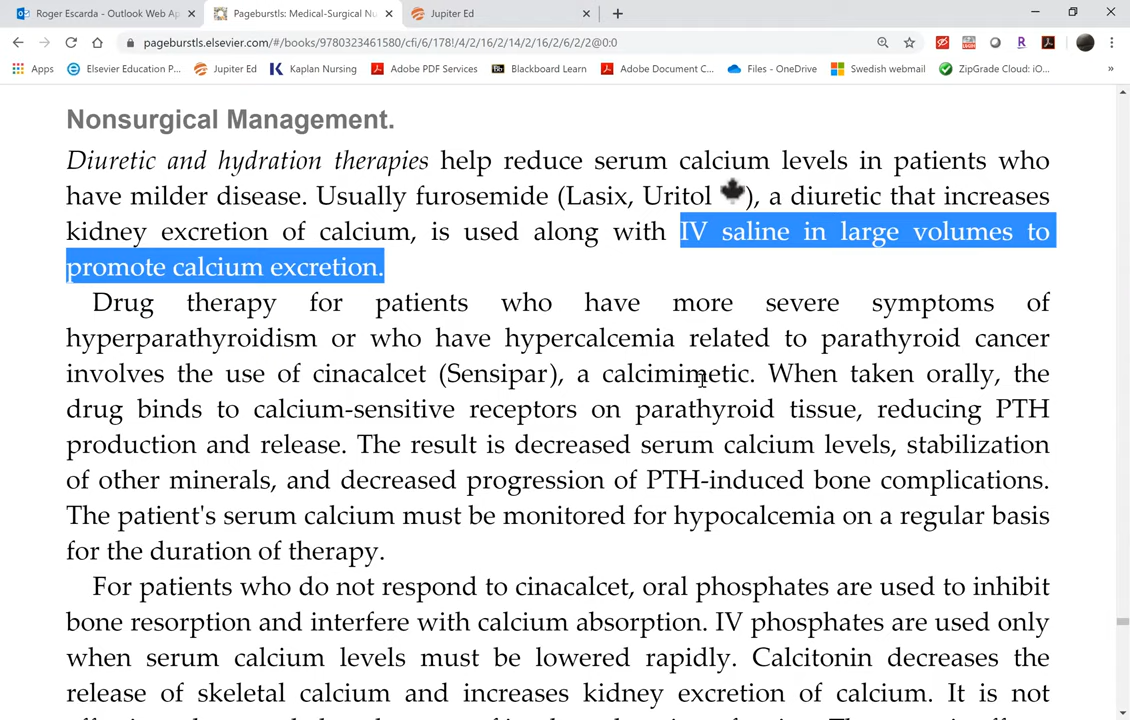 Roger Escarda - Outlook Web Ap
Pageburstls: Medical-Surgical Nu
Jupiter Ed
pageburstls.elsevier.com/#/books/9780323461580/cfi/6/178!/4/2/16/2/14/2/16/2/6/2/2@0:0
Apps
Elsevier Education P...
Jupiter Ed
Kaplan Nursing
Adobe PDF Services
Blackboard Learn
Adobe Document C...
Files - OneDrive
Swedish webmail
ZipGrade Cloud: iO...
»
Nonsurgical Management.
Diuretic and hydration therapies help reduce serum calcium levels in patients who
have milder disease. Usually furosemide (Lasix, Uritol ), a diuretic that increases
kidney excretion of calcium, is used along with IV saline in large volumes to
promote calcium excretion.
Drug therapy for patients who have more severe symptoms of
hyperparathyroidism or who have hypercalcemia related to parathyroid cancer
involves the use of cinacalcet (Sensipar), a calcimimetic. When taken orally, the
drug binds to calcium-sensitive receptors on parathyroid tissue, reducing PTH
production and release. The result is decreased serum calcium levels, stabilization
of other minerals, and decreased progression of PTH-induced bone complications.
The patient's serum calcium must be monitored for hypocalcemia on a regular basis
for the duration of therapy.
For patients who do not respond to cinacalcet, oral phosphates are used to inhibit
bone resorption and interfere with calcium absorption. IV phosphates are used only
when serum calcium levels must be lowered rapidly. Calcitonin decreases the
release of skeletal calcium and increases kidney excretion of calcium. It is not